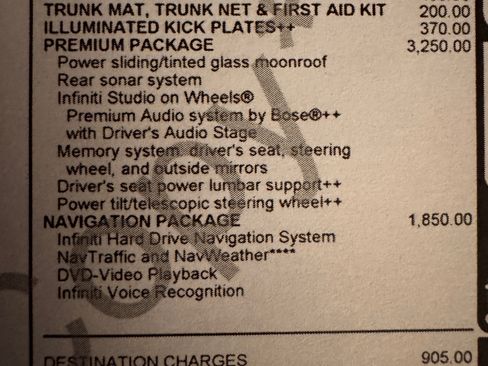 TRUNK MAT, TRUNK NET & FIRST AID KIT 200.00
ILLUMINATED KICK PLATES++ 370.00
PREMIUM PACKAGE 3,250.00
Power sliding/tinted glass moonroof
Rear sonar system
Infiniti Studio on Wheels®
Premium Audio system by Bose®++
with Driver's Audio Stage
Memory system: driver's seat, steering
wheel, and outside mirrors
Driver's seat power lumbar support++
Power tilt/telescopic steering wheel++
NAVIGATION PACKAGE 1,850.00
Infiniti Hard Drive Navigation System
NavTraffic and NavWeather****
DVD-Video Playback
Infiniti Voice Recognition
DESTINATION CHARGES 905.00